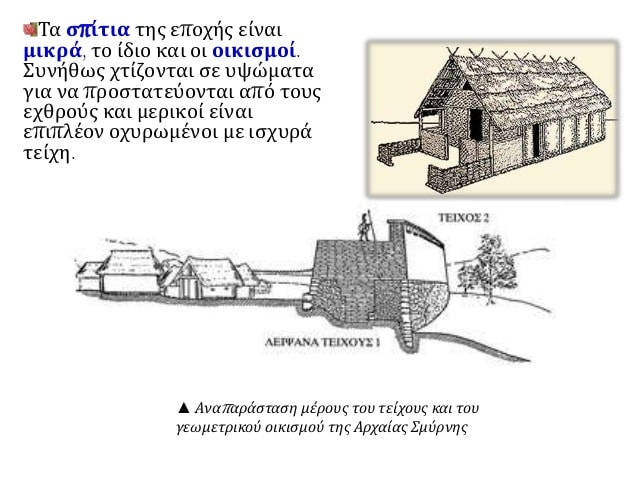 Τα σπίτια της εποχής είναι
μικρά, το ίδιο και οι οικισμοί.
Συνήθως χτίζονται σε υψώματα
για να προστατεύονται από τους
εχθρούς και μερικοί είναι
επιπλέον οχυρωμένοι με ισχυρά
τείχη.
ΤΕΙΧΟΣ 2
ΛΕΙΨΑΝΑ ΤΕΙΧΟΥΣ 1
▲ Αναπαράσταση μέρους του τείχους και του
γεωμετρικού οικισμού της Αρχαίας Σμύρνης